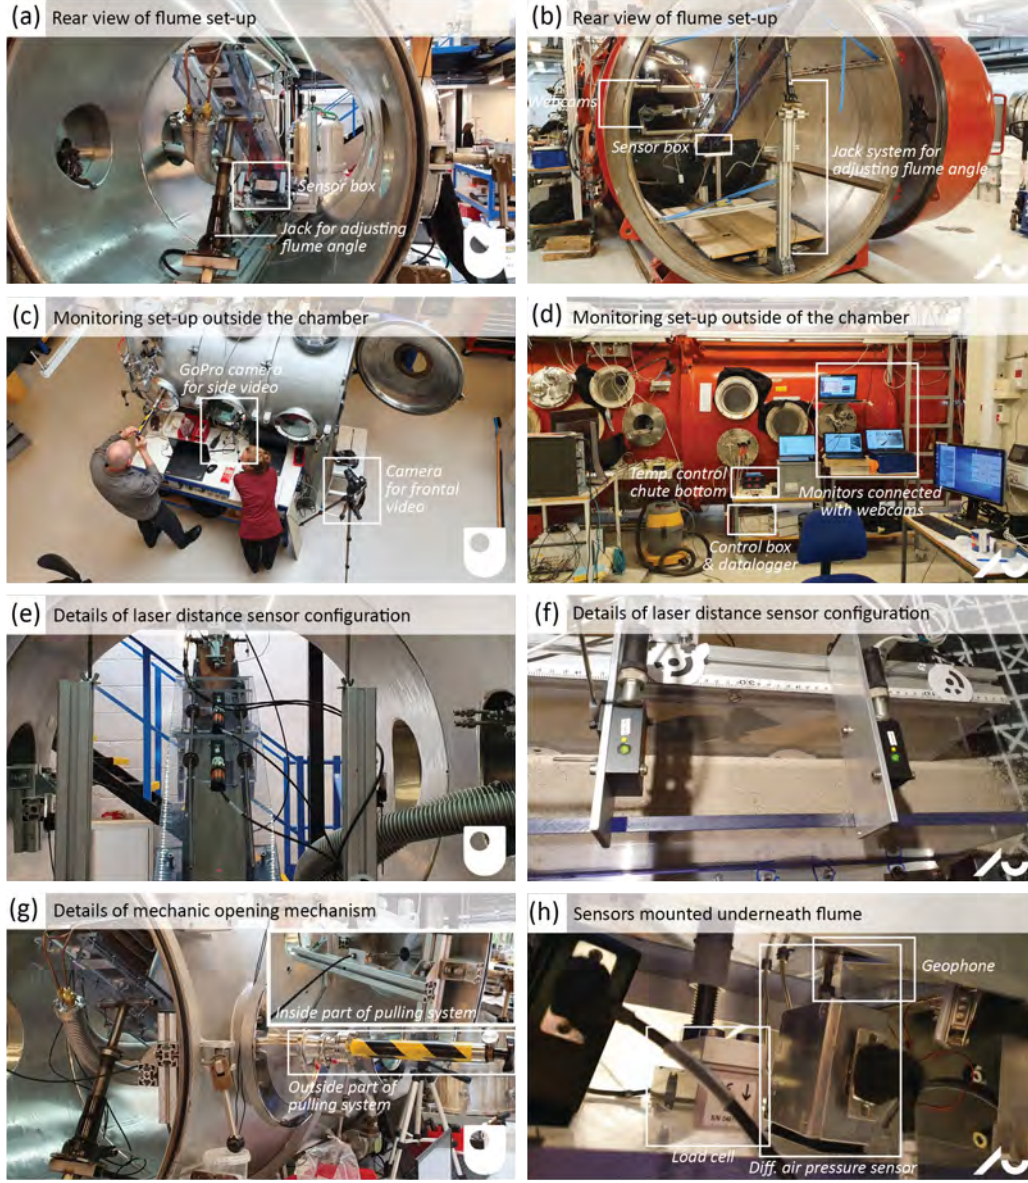 (a) Rear view of flume set-up
Sensor box
Jack for adjusting
flume angle
(b) Rear view of flume set-up
Webcams
Sensor box
Jack system for
adjusting flume angle
(c) Monitoring set-up outside the chamber
GoPro camera
for side video
Camera
for frontal
video
(d) Monitoring set-up outside of the chamber
Temp. control
chute bottom
Monitors connected
with webcams
Control box
& datalogger
(e) Details of laser distance sensor configuration
(f) Details of laser distance sensor configuration
(g) Details of mechanic opening mechanism
Inside part of pulling system
Outside part of
pulling system
(h) Sensors mounted underneath flume
Geophone
Load cell
Diff. air pressure sensor